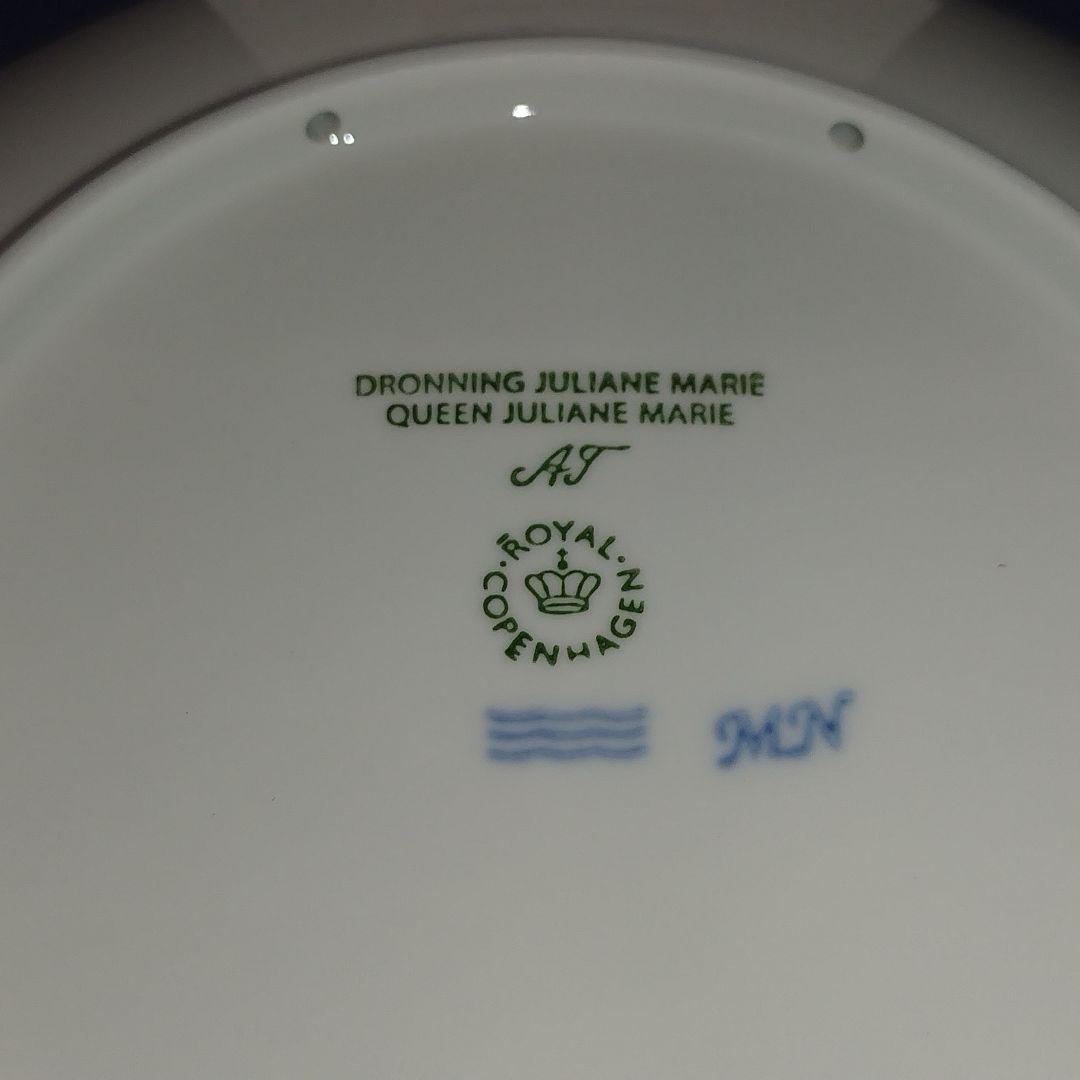 DRONNING JULIANE MARIE
QUEEN JULIANE MARIE
AT
ROYAL · COPENHAGEN ·
MN